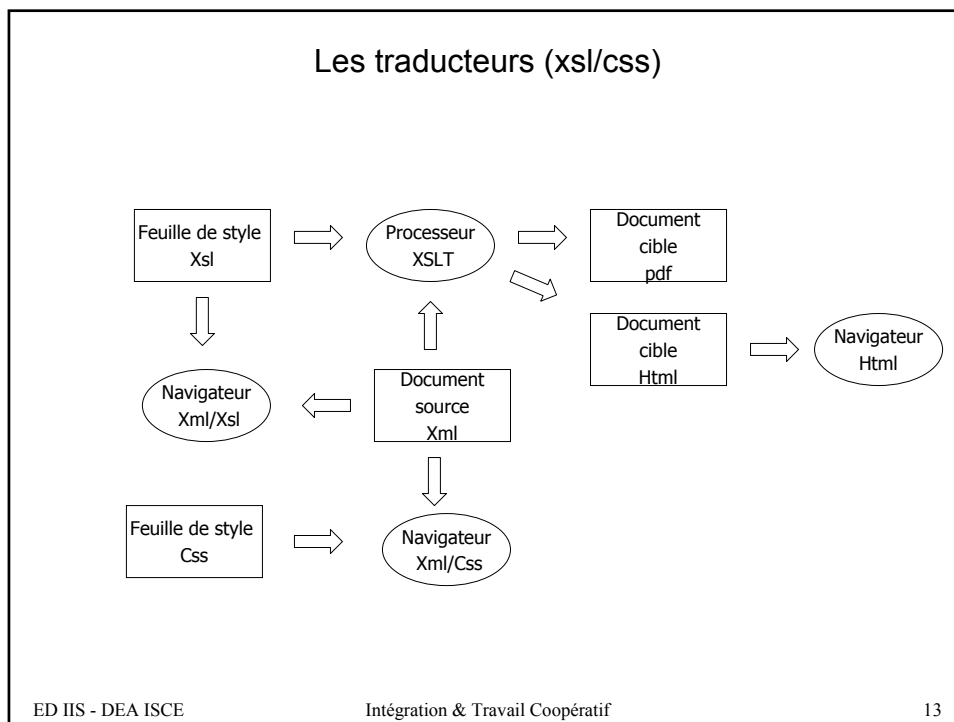 Les traducteurs (xsl/css)
Feuille de style
Xsl
Processeur
XSLT
Document
cible
pdf
Document
cible
Html
Navigateur
Html
Navigateur
Xml/Xsl
Document
source
Xml
Feuille de style
Css
Navigateur
Xml/Css
ED IIS - DEA ISCE
Intégration & Travail Coopératif
13